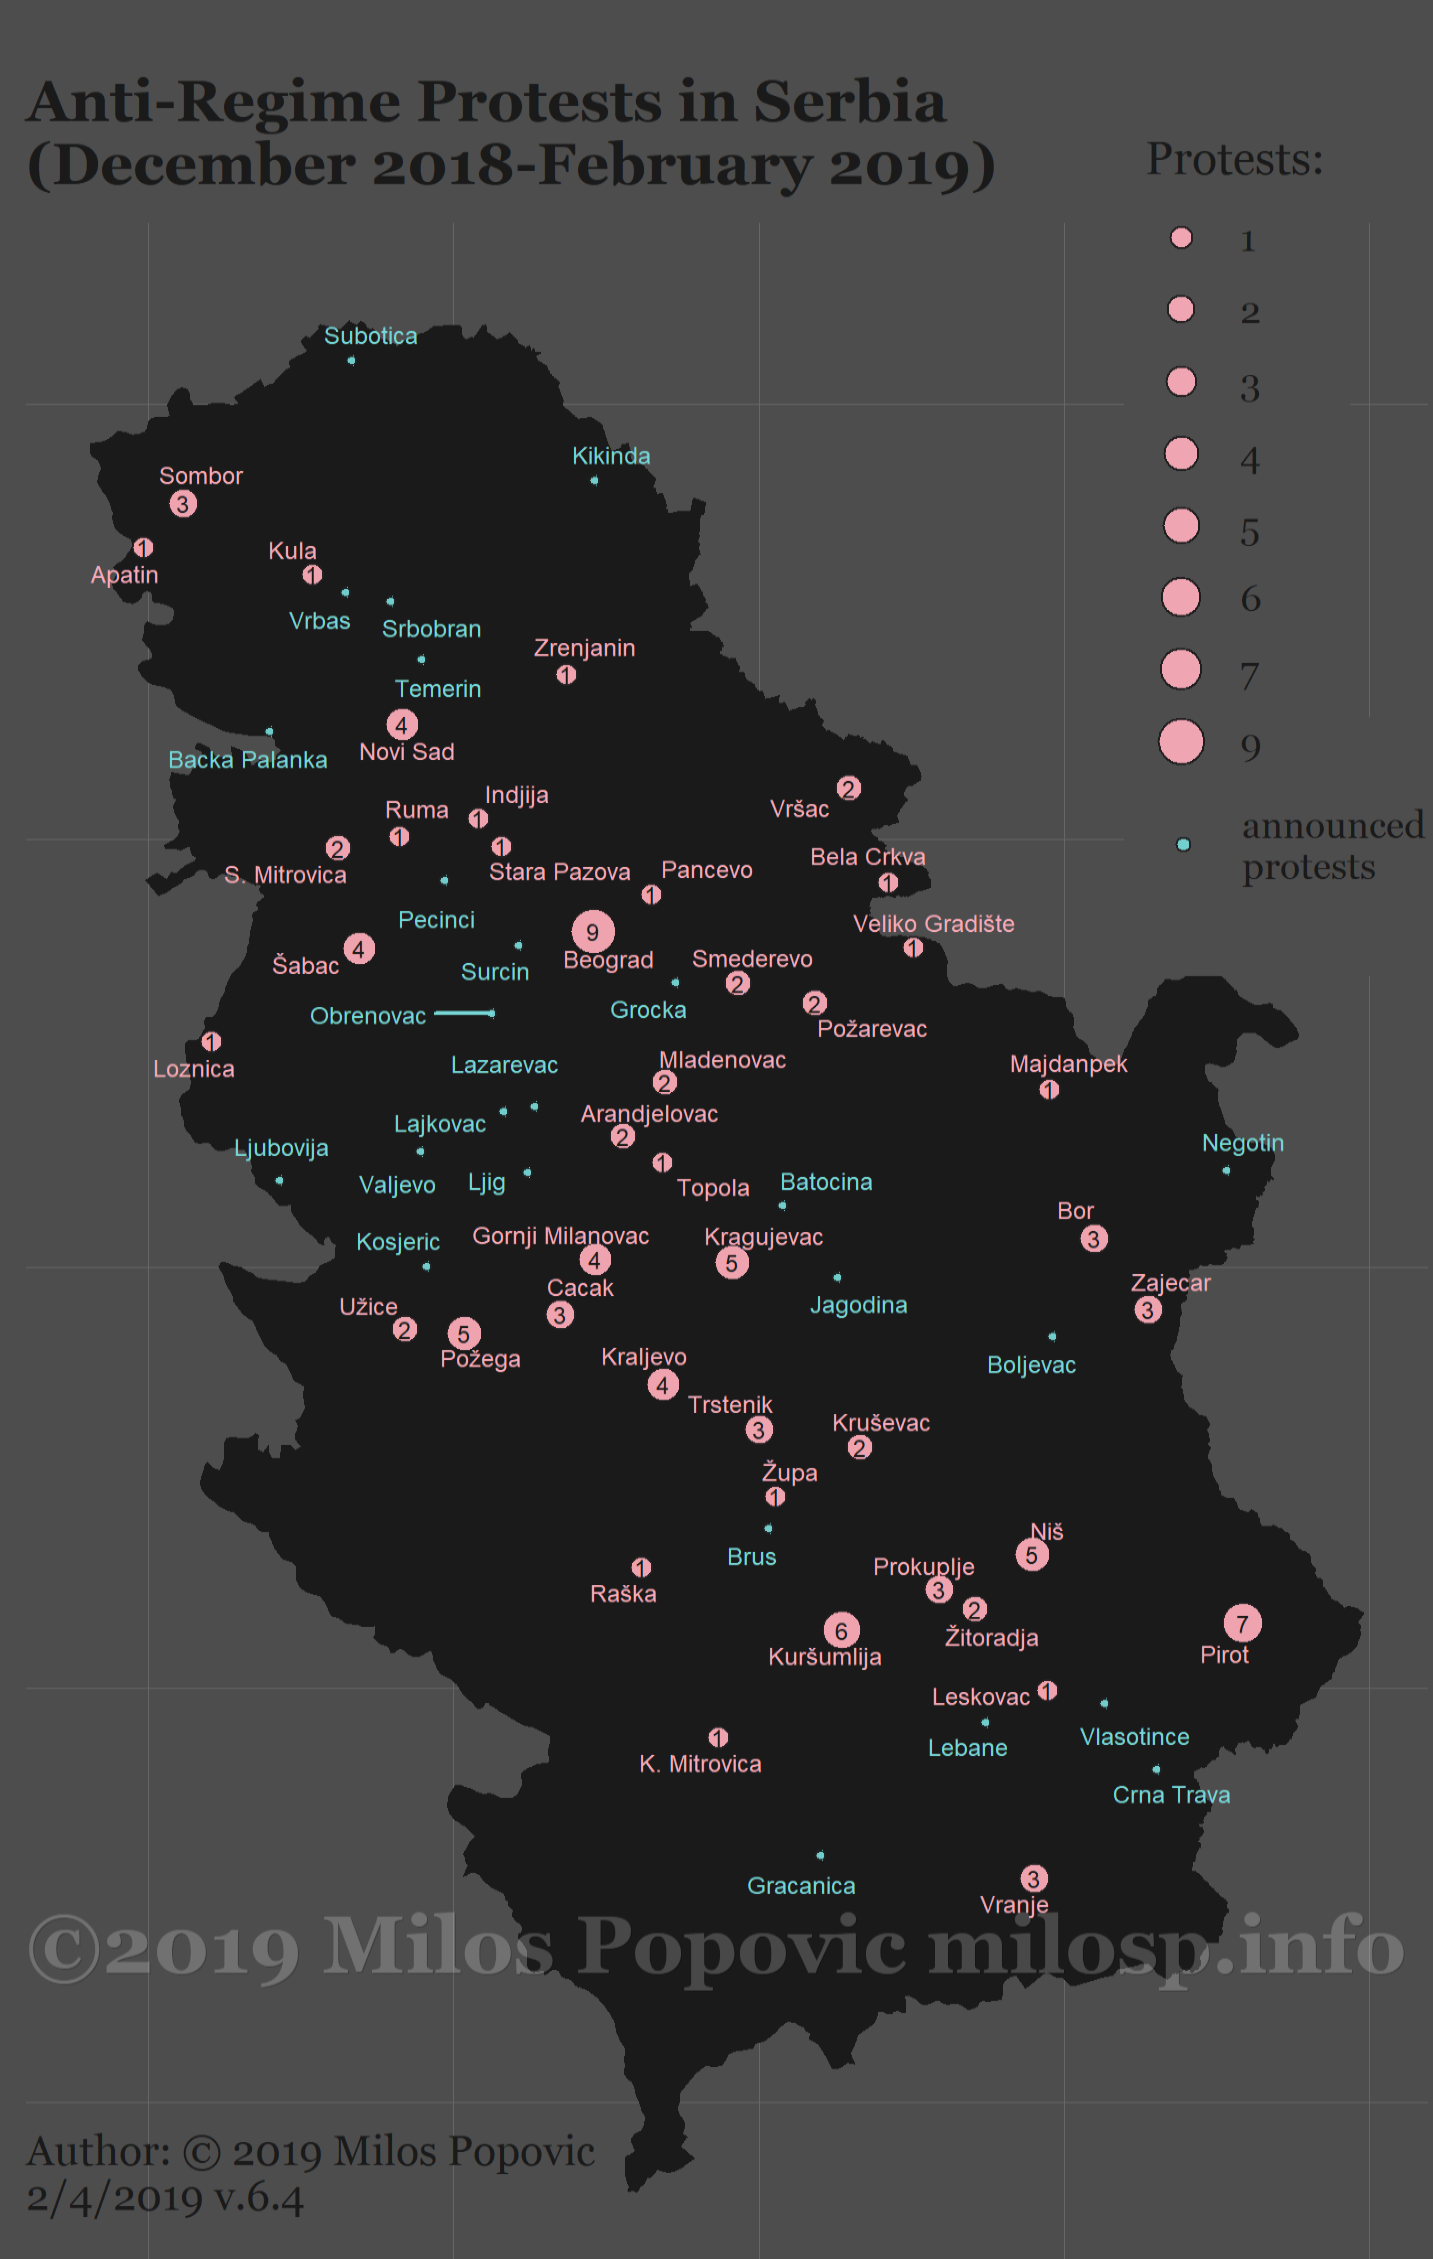 Anti-Regime Protests in Serbia
(December 2018-February 2019)
Protests:
1
2
3
4
5
6
7
9
announced
protests
Subotica
Kikinda
Sombor
3
1
Apatin
Kula
1
Vrbas
Srbobran
Zrenjanin
1
Temerin
4
Novi Sad
Backa Palanka
Indjija
1
Ruma
1
2
Vršac
2
S. Mitrovica
1
Stara Pazova
Pancevo
1
Bela Crkva
1
Pecinci
9
Beograd
Veliko Gradište
1
4
Šabac
Surcin
Smederevo
2
Grocka
2
Požarevac
Obrenovac
1
Loznica
Lazarevac
Mladenovac
2
Majdanpek
1
Lajkovac
Arandjelovac
2
Ljubovija
Valjevo
Ljig
1
Topola
Batocina
Negotin
Bor
3
Kosjeric
Gornji Milanovac
4
Kragujevac
5
Cacak
3
Jagodina
Zajecar
3
Užice
2
5
Požega
Boljevac
Kraljevo
4
Trstenik
3
Kruševac
2
Župa
1
Brus
Niš
5
1
Raška
Prokuplje
3
2
Žitoradja
6
Kuršumlija
7
Pirot
Leskovac
1
Lebane
Vlasotince
1
K. Mitrovica
Crna Trava
Gracanica
3
Vranje
©2019 Milos Popovic milosp.info
Author: © 2019 Milos Popovic
2/4/2019 v.6.4